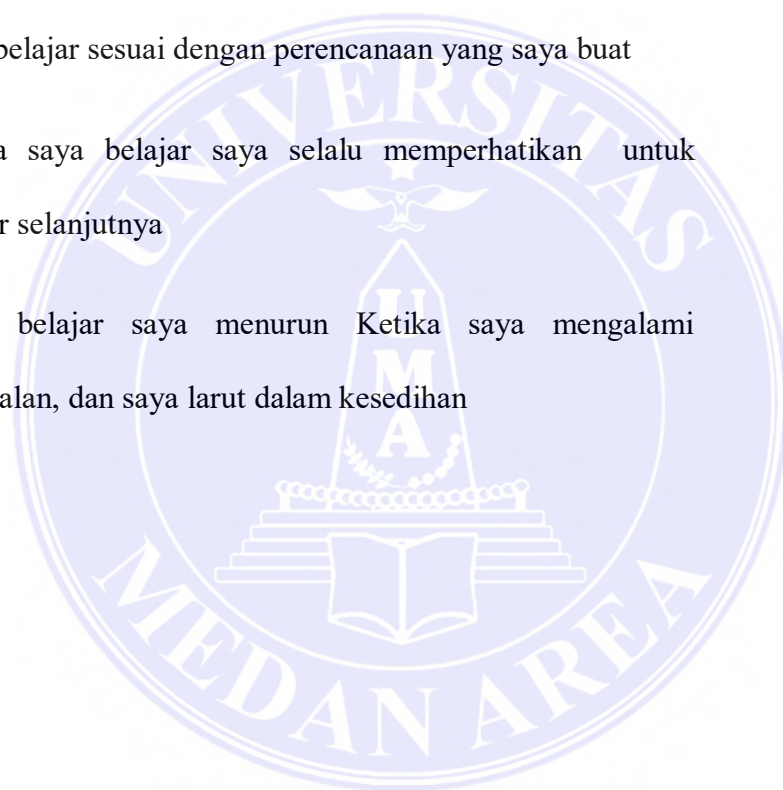 belajar sesuai dengan perencanaan yang saya buat
a saya belajar saya selalu memperhatikan untuk
r selanjutnya
belajar saya menurun Ketika saya mengalami
alan, dan saya larut dalam kesedihan
UNIVERSITAS
UMA
MEDAN AREA